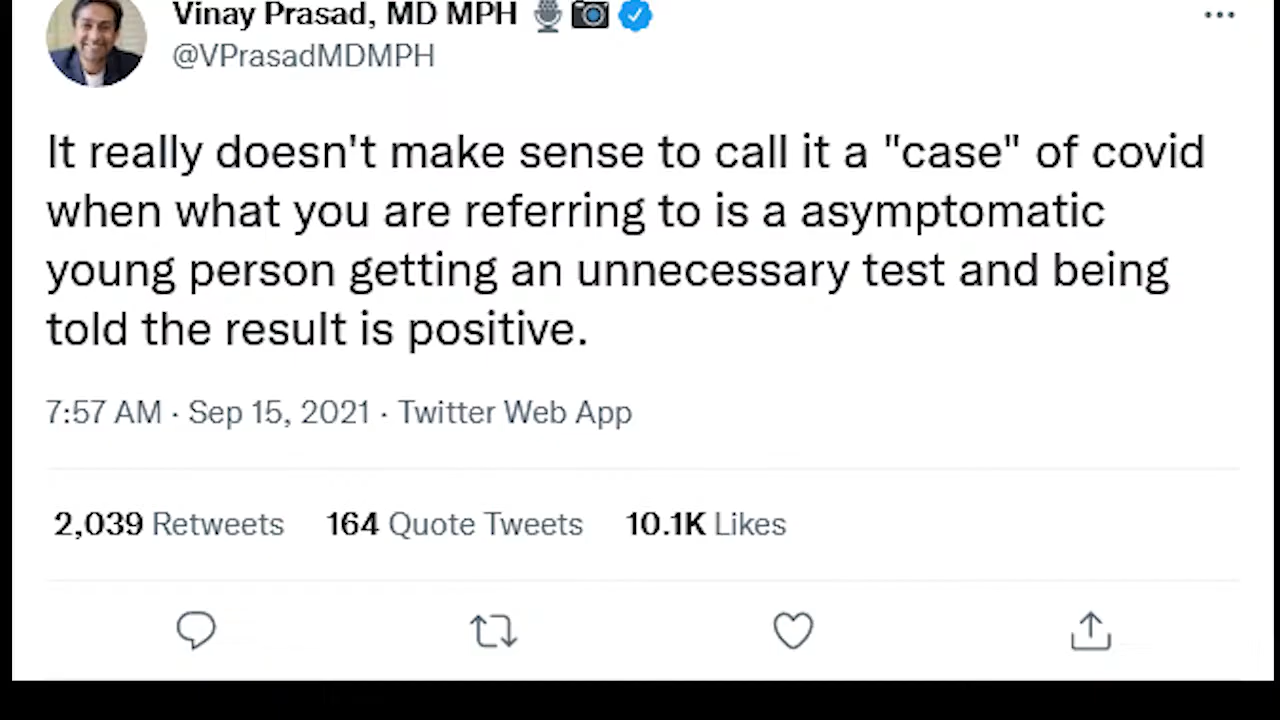 Vinay Prasad, MD MPH
@VPrasadMDMPH
It really doesn't make sense to call it a "case" of covid
when what you are referring to is a asymptomatic
young person getting an unnecessary test and being
told the result is positive.
7:57 AM · Sep 15, 2021 · Twitter Web App
2,039 Retweets 164 Quote Tweets 10.1K Likes